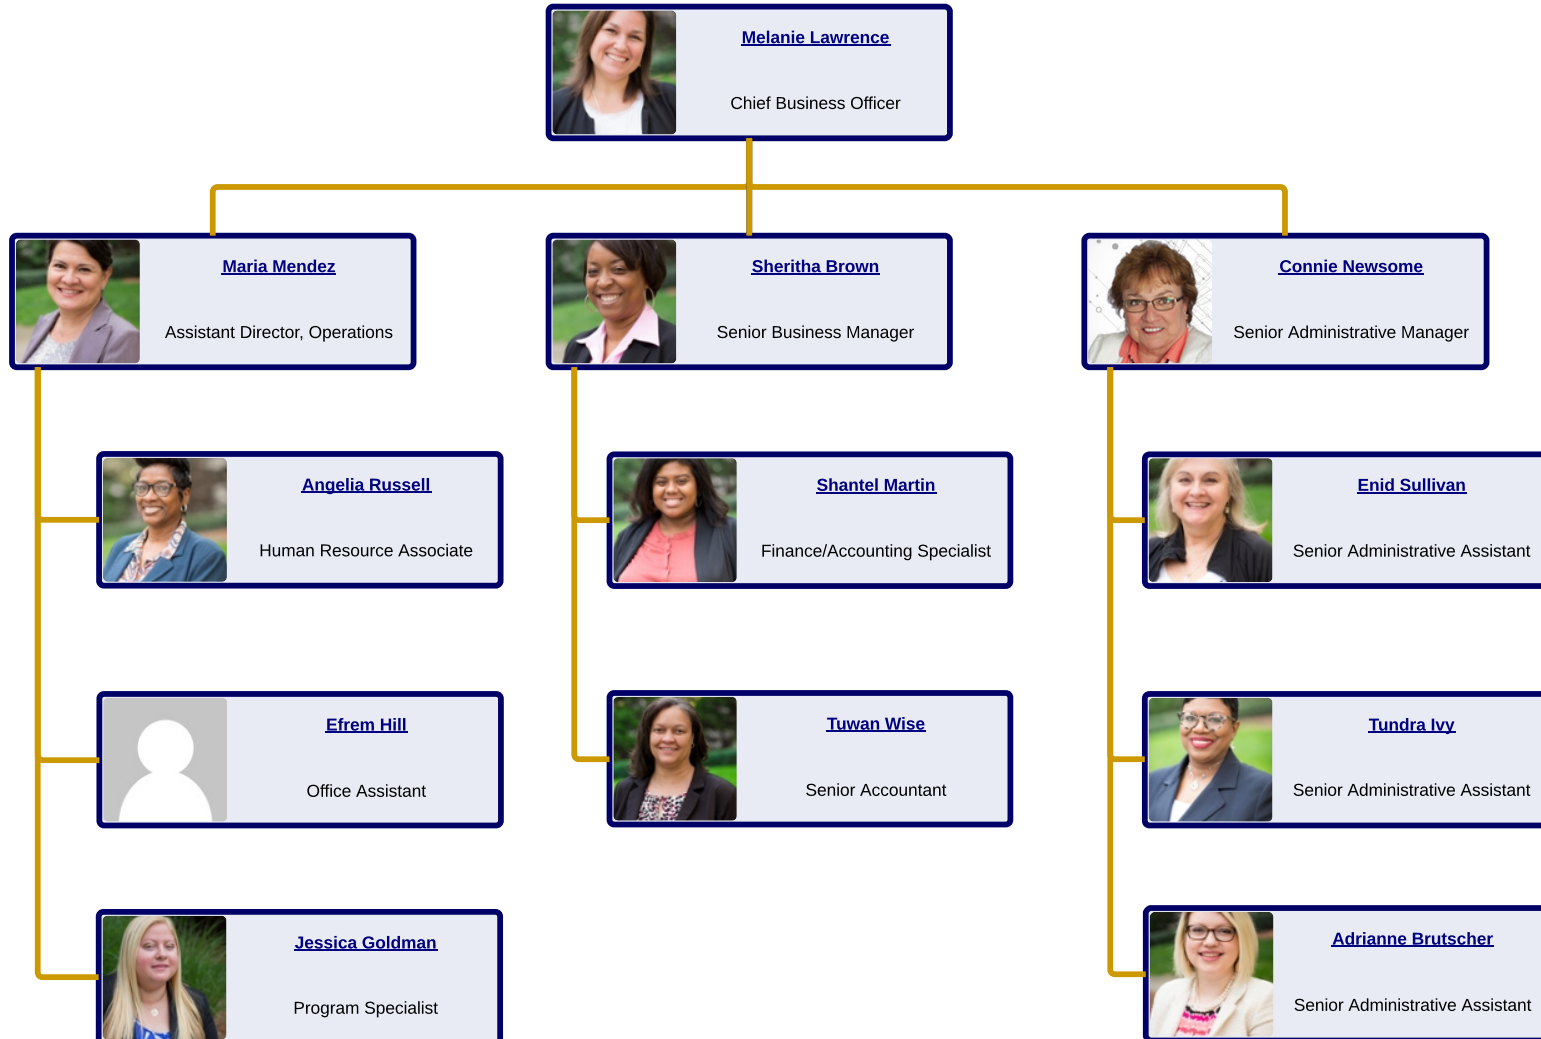 Melanie Lawrence
Chief Business Officer
Maria Mendez
Assistant Director, Operations
Sheritha Brown
Senior Business Manager
Connie Newsome
Senior Administrative Manager
Angelia Russell
Human Resource Associate
Shantel Martin
Finance/Accounting Specialist
Enid Sullivan
Senior Administrative Assistant
Efrem Hill
Office Assistant
Tuwan Wise
Senior Accountant
Tundra Ivy
Senior Administrative Assistant
Jessica Goldman
Program Specialist
Adrianne Brutscher
Senior Administrative Assistant